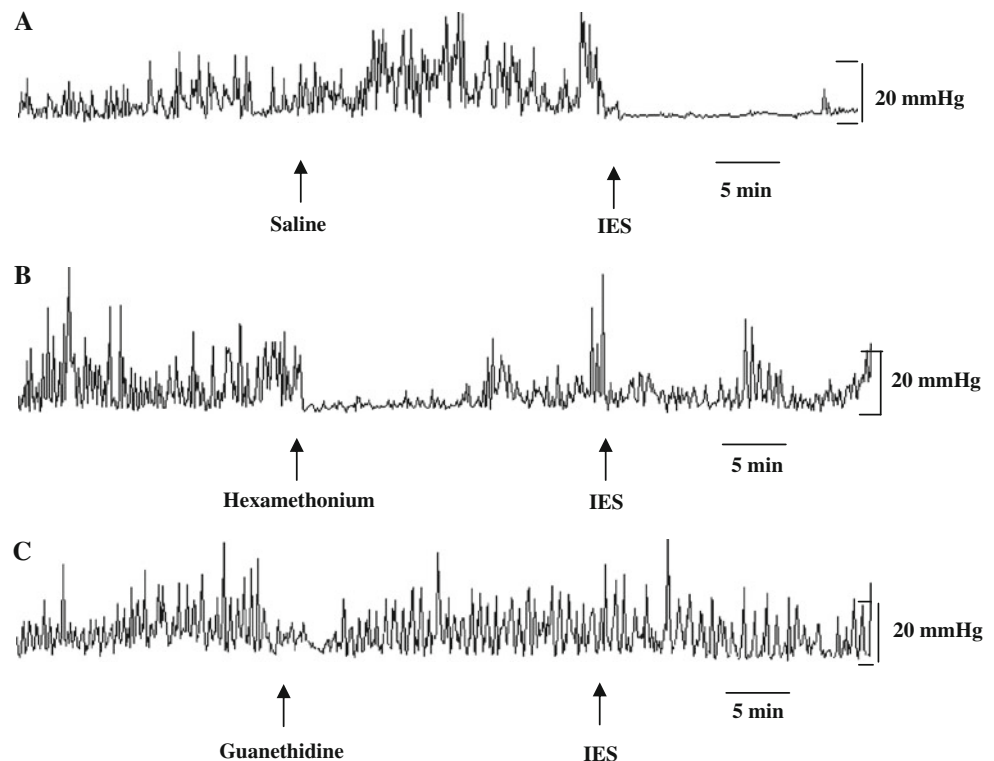 A
20 mmHg
5 min
Saline
IES
B
20 mmHg
5 min
Hexamethonium
IES
C
20 mmHg
5 min
Guanethidine
IES